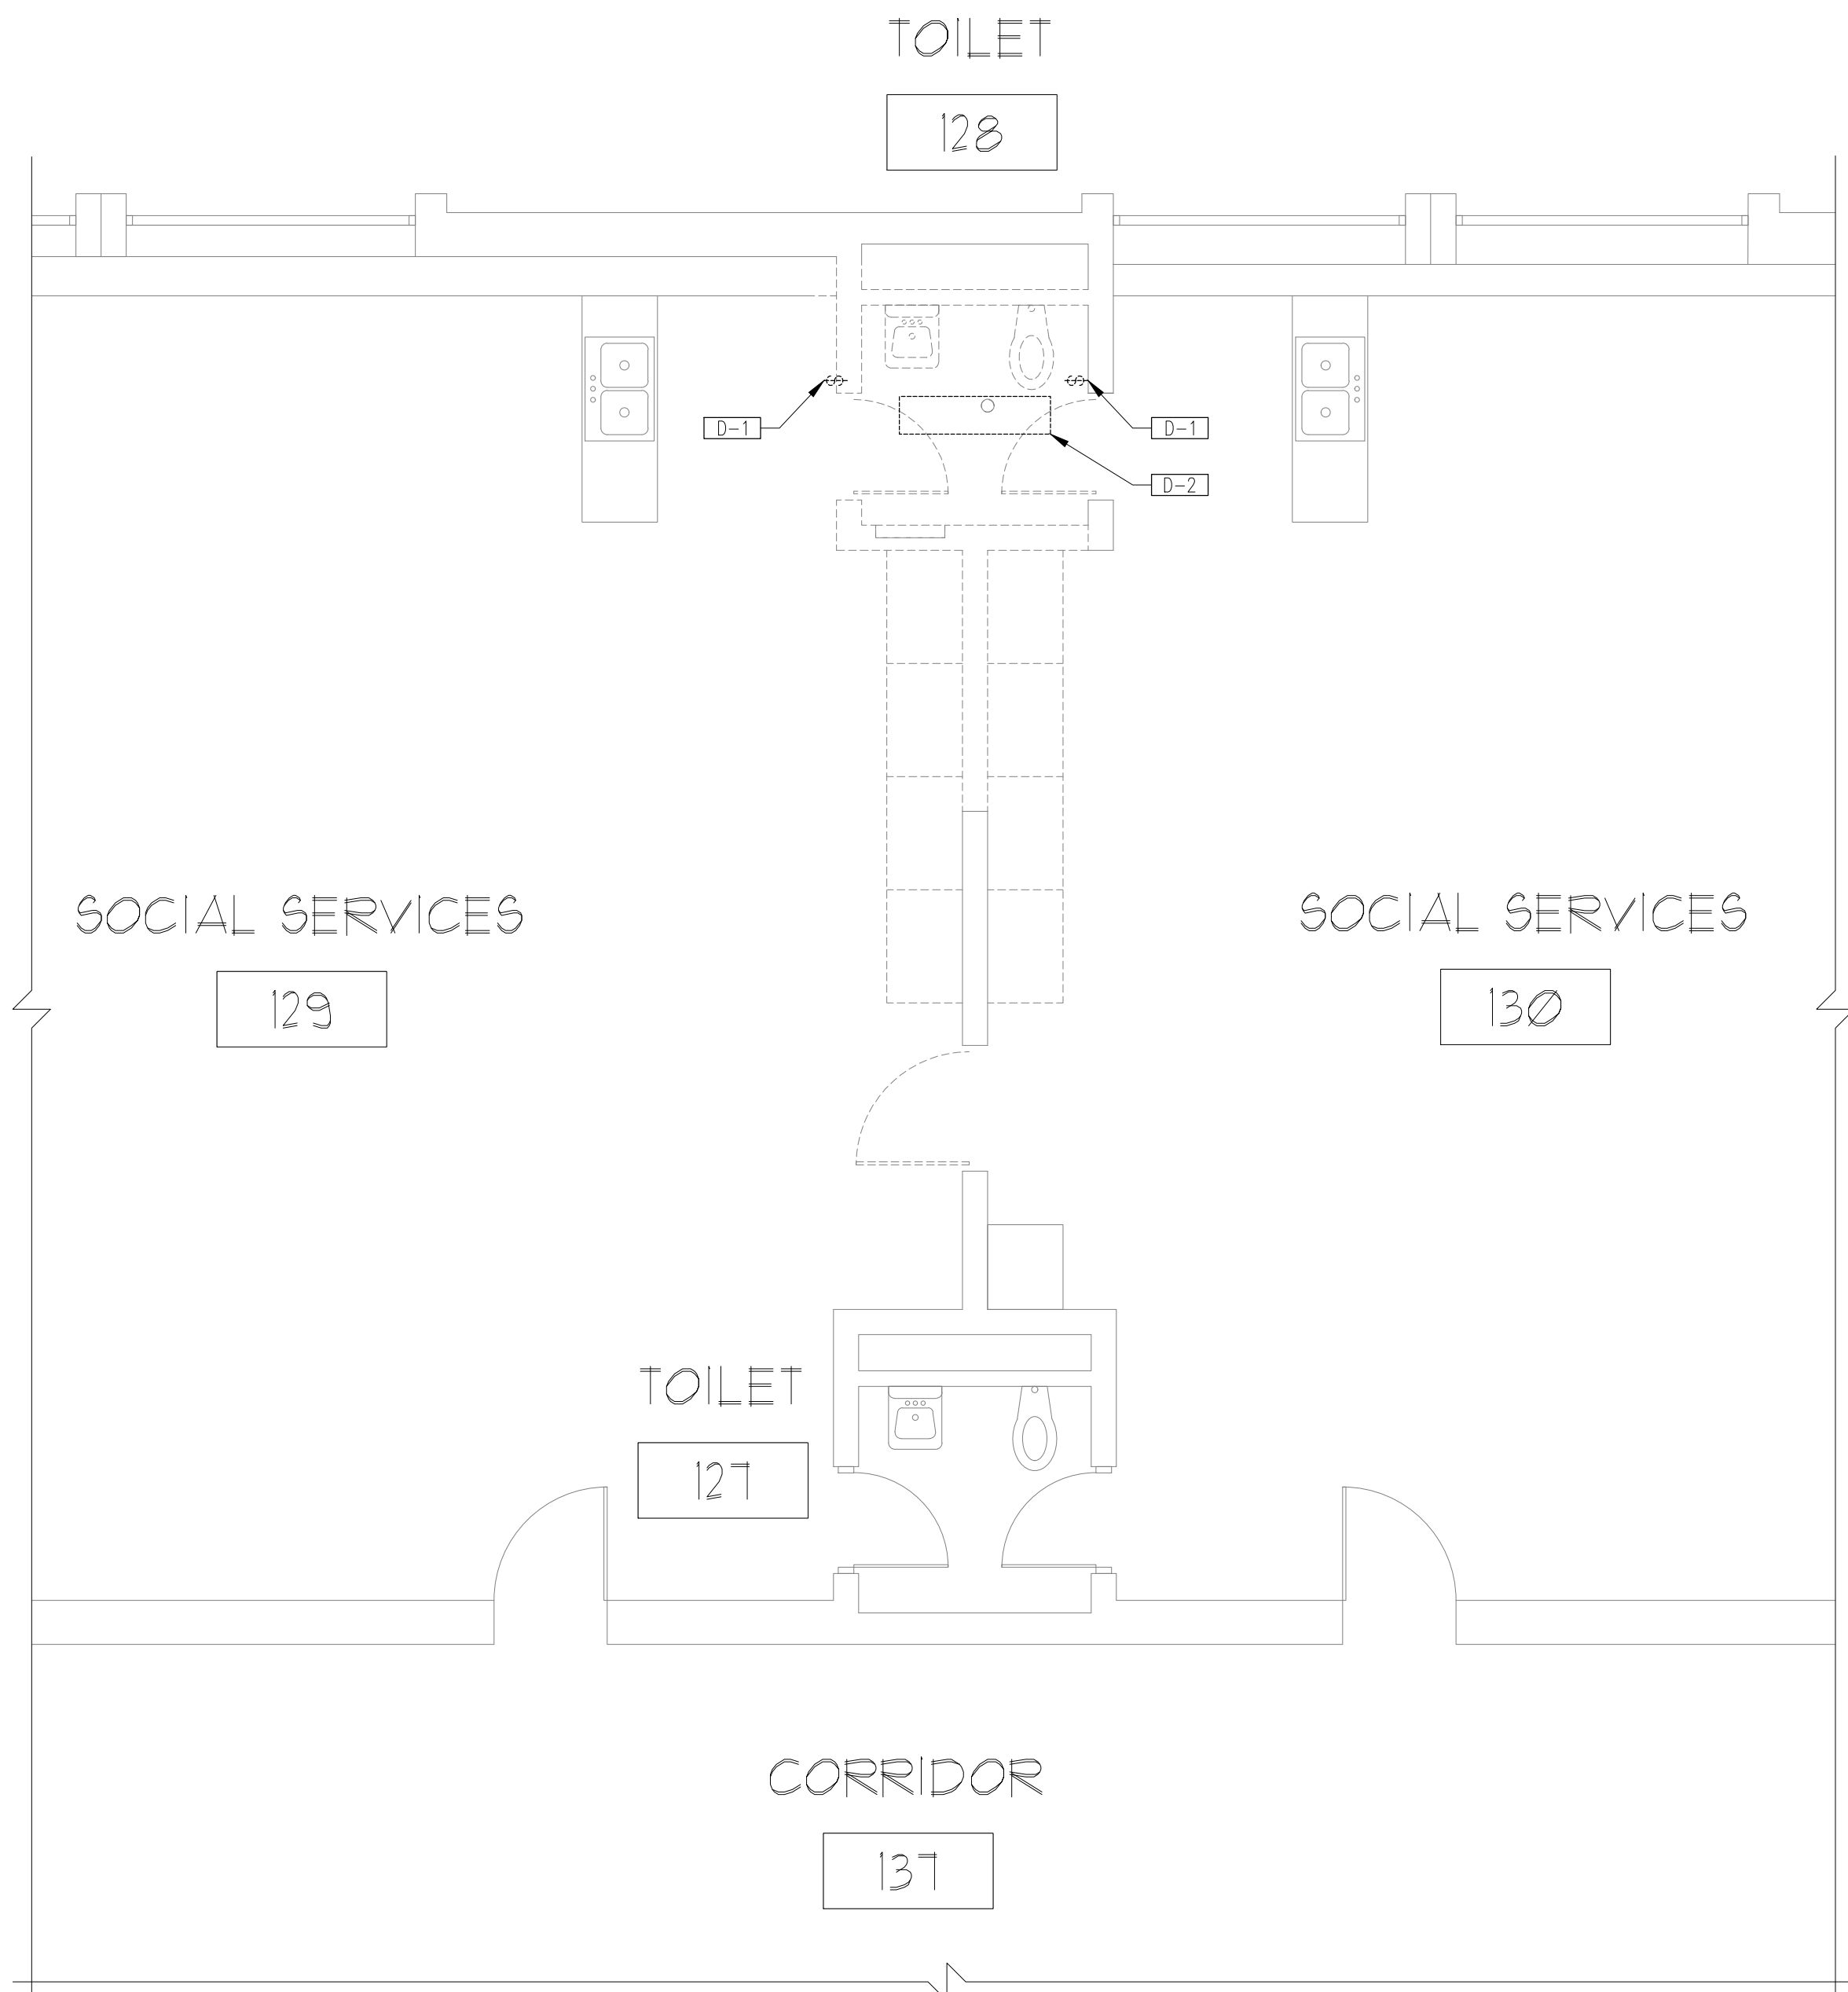 TOILET
128
D-1
D-1
D-2
SOCIAL SERVICES
129
SOCIAL SERVICES
130
TOILET
127
CORRIDOR
137